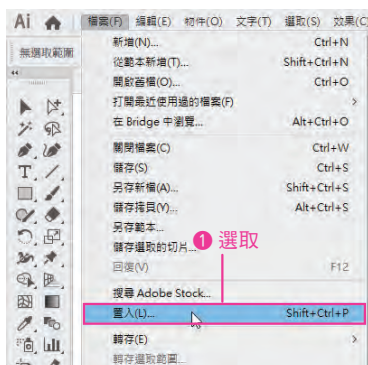 Ai 檔案(F) 編輯(E) 物件(O) 文字(T) 選取(S) 效果(C)
無選取範圍
新增(N)... Ctrl+N
從範本新增(T)... Shift+Ctrl+N
開啟舊檔(O)... Ctrl+O
打開最近使用過的檔案(F) >
在 Bridge 中瀏覽... Alt+Ctrl+O
關閉檔案(C) Ctrl+W
儲存(S) Ctrl+S
另存新檔(A)... Shift+Ctrl+S
儲存拷貝(Y)... Alt+Ctrl+S
另存範本...
儲存選取的切片...
❶ 選取
回復(V) F12
搜尋 Adobe Stock...
置入(L)... Shift+Ctrl+P
轉存(E) >
轉存選取範圍...